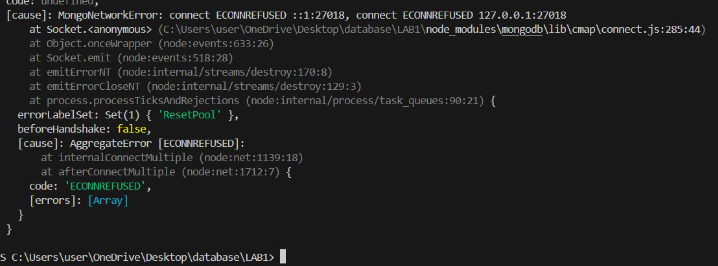 code: undefined,
[cause]: MongoNetworkError: connect ECONNREFUSED ::1:27018, connect ECONNREFUSED 127.0.0.1:27018
at Socket.<anonymous> (C:\Users\user\OneDrive\Desktop\database\LAB1\node_modules\mongodb\lib\cmap\connect.js:285:44)
at Object.onceWrapper (node:events:633:26)
at Socket.emit (node:events:518:28)
at emitErrorNT (node:internal/streams/destroy:170:8)
at emitErrorCloseNT (node:internal/streams/destroy:129:3)
at process.processTicksAndRejections (node:internal/process/task_queues:90:21) {
errorLabelSet: Set(1) { 'ResetPool' },
beforeHandshake: false,
[cause]: AggregateError [ECONNREFUSED]:
at internalConnectMultiple (node:net:1139:18)
at afterConnectMultiple (node:net:1712:7) {
code: 'ECONNREFUSED',
[errors]: [Array]
}
}
}
S C:\Users\user\OneDrive\Desktop\database\LAB1>